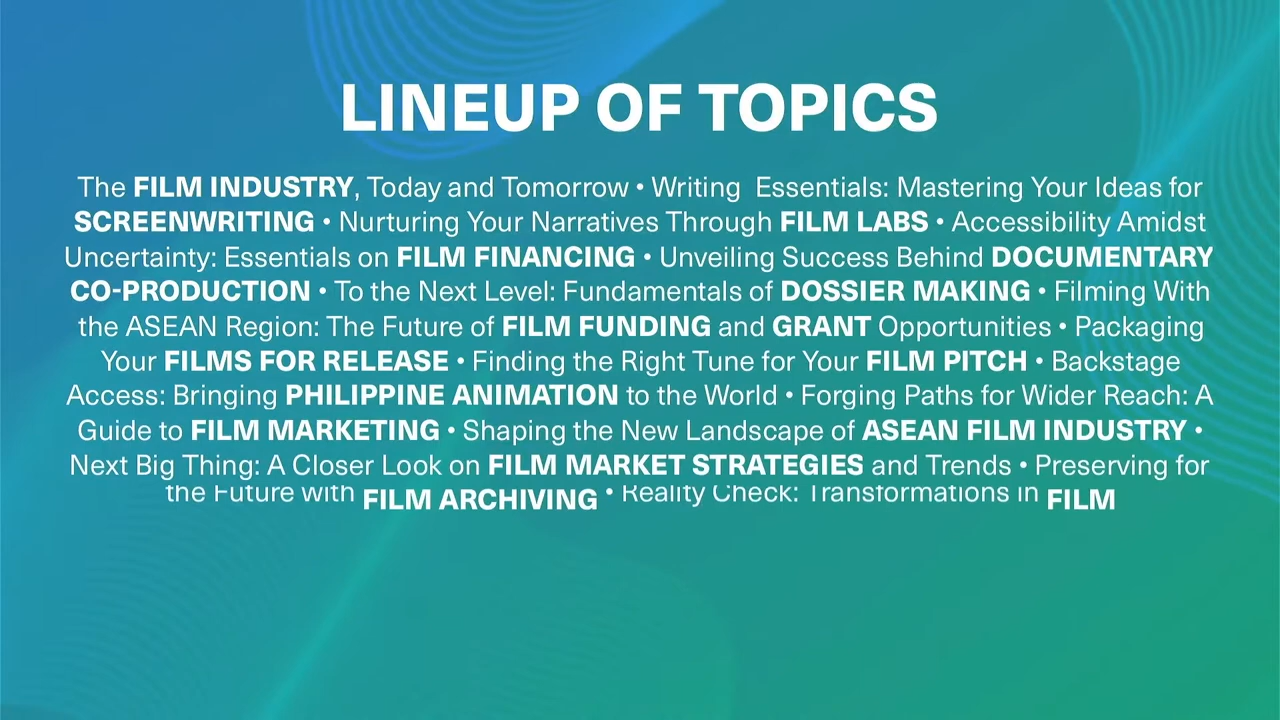 LINEUP OF TOPICS
The FILM INDUSTRY, Today and Tomorrow • Writing  Essentials: Mastering Your Ideas for
SCREENWRITING • Nurturing Your Narratives Through FILM LABS • Accessibility Amidst
Uncertainty: Essentials on FILM FINANCING • Unveiling Success Behind DOCUMENTARY
CO-PRODUCTION • To the Next Level: Fundamentals of DOSSIER MAKING • Filming With
the ASEAN Region: The Future of FILM FUNDING and GRANT Opportunities • Packaging
Your FILMS FOR RELEASE • Finding the Right Tune for Your FILM PITCH • Backstage
Access: Bringing PHILIPPINE ANIMATION to the World • Forging Paths for Wider Reach: A
Guide to FILM MARKETING • Shaping the New Landscape of ASEAN FILM INDUSTRY •
Next Big Thing: A Closer Look on FILM MARKET STRATEGIES and Trends • Preserving for
the Future with FILM ARCHIVING • Reality Check: Transformations in FILM